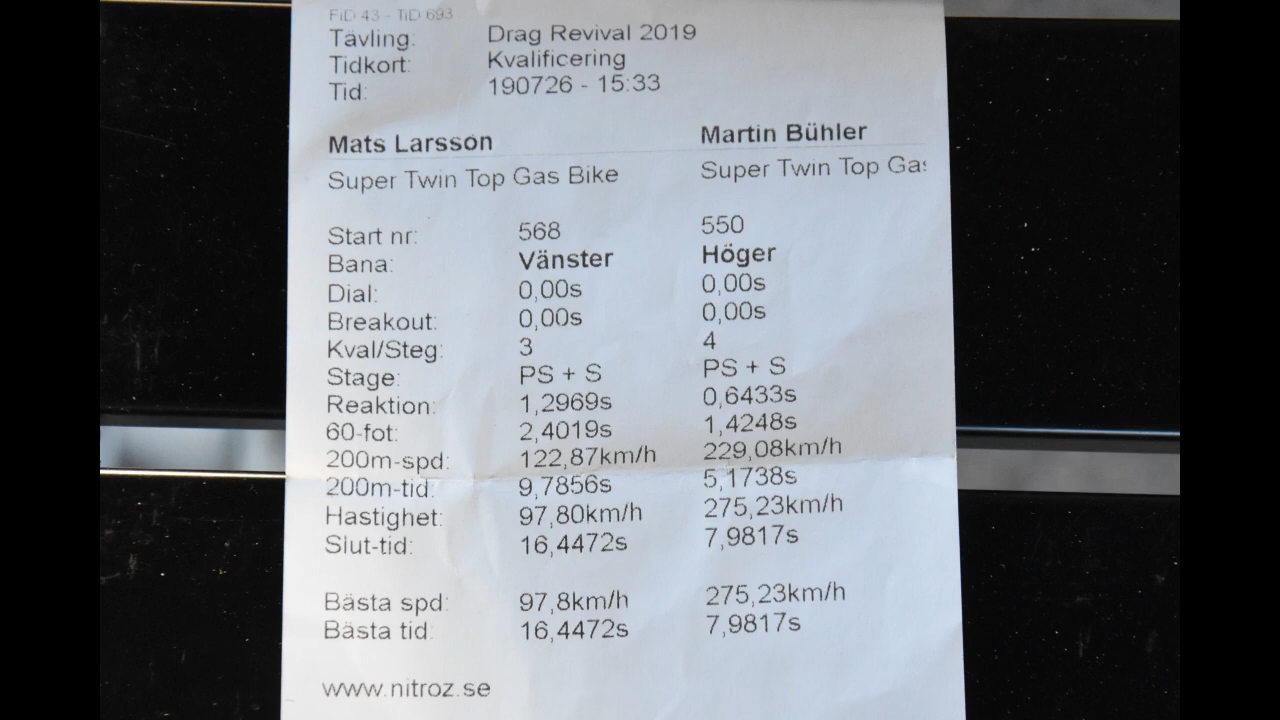 FiD 43 - TiD 693
Tävling: Drag Revival 2019
Tidkort: Kvalificering
Tid: 190726 - 15:33
Mats Larsson Martin Bühler
Super Twin Top Gas Bike Super Twin Top Gas
Start nr: 568 550
Bana: Vänster Höger
Dial: 0,00s 0,00s
Breakout: 0,00s 0,00s
Kval/Steg: 3 4
Stage: PS + S PS + S
Reaktion: 1,2969s 0,6433s
60-fot: 2,4019s 1,4248s
200m-spd: 122,87km/h 229,08km/h
200m-tid: 9,7856s 5,1738s
Hastighet: 97,80km/h 275,23km/h
Slut-tid: 16,4472s 7,9817s
Bästa spd: 97,8km/h 275,23km/h
Bästa tid: 16,4472s 7,9817s
www.nitroz.se